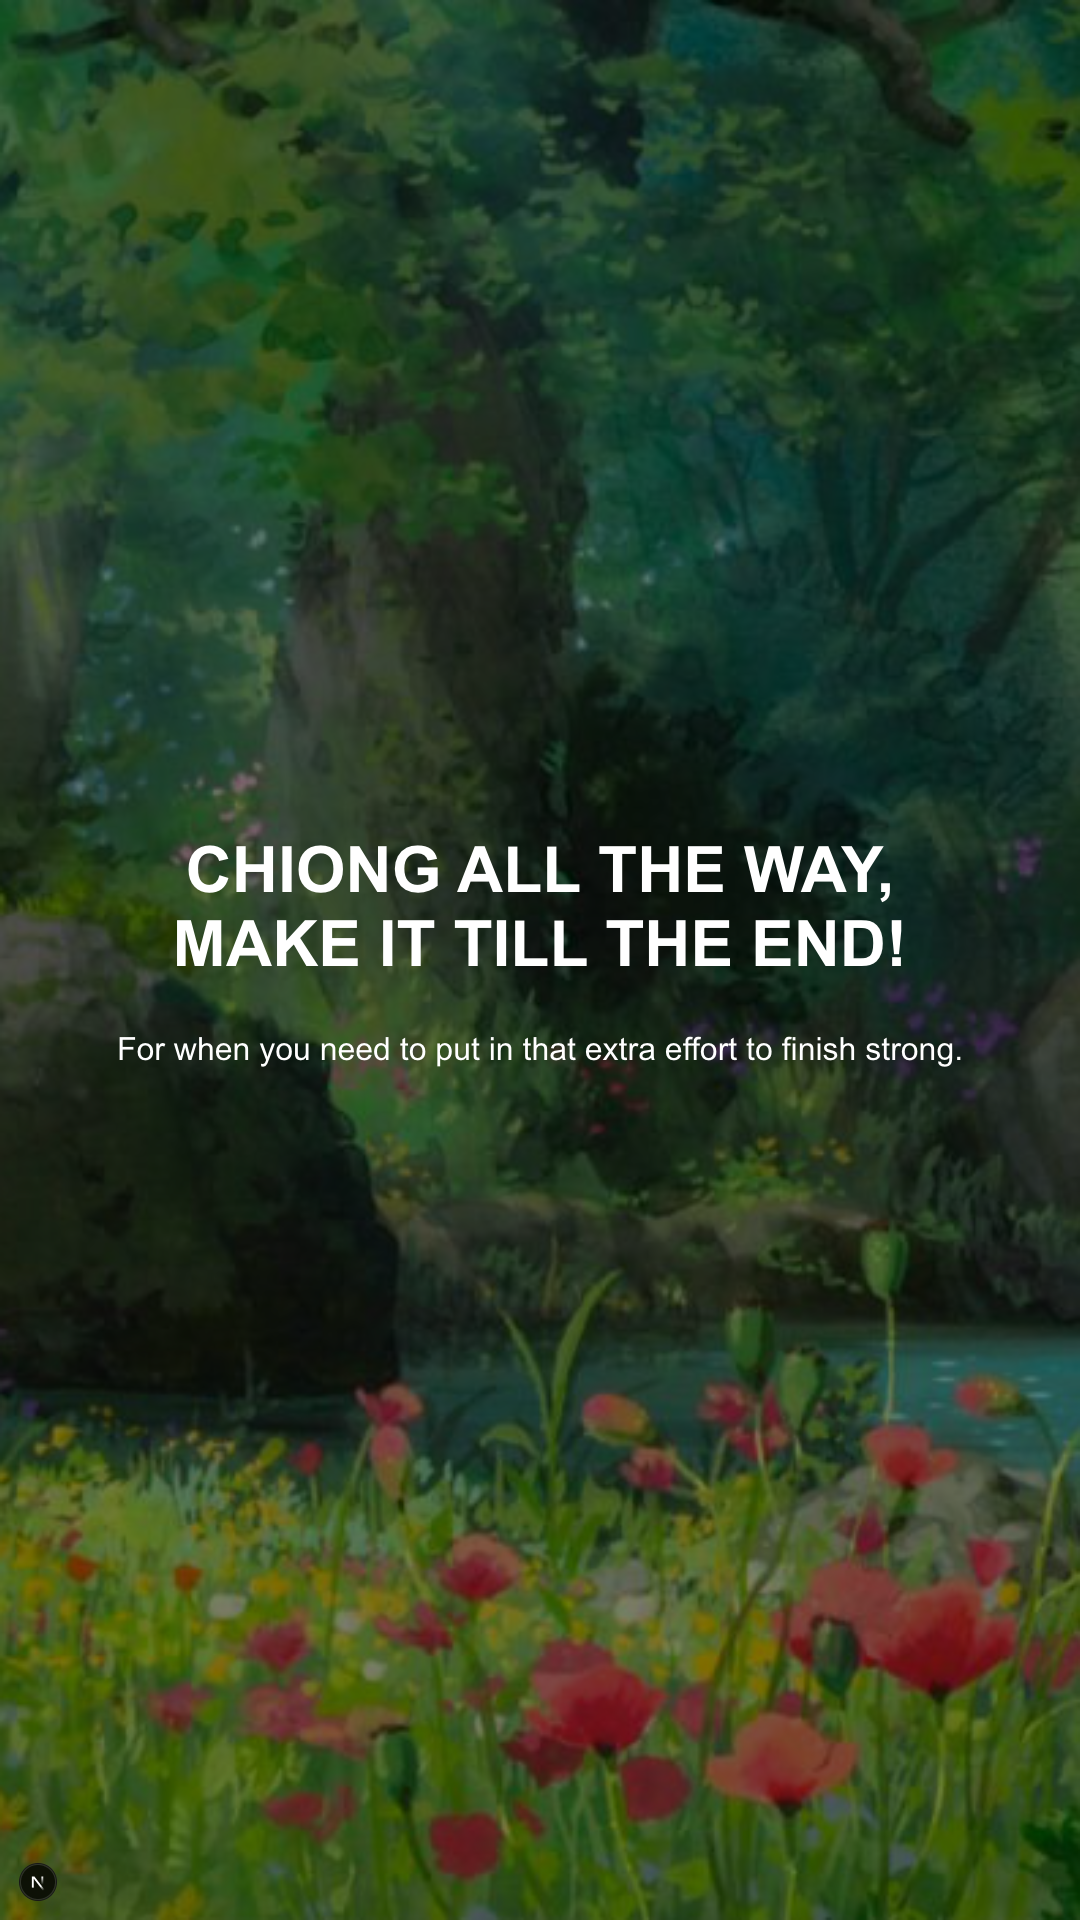 CHIONG ALL THE WAY,
MAKE IT TILL THE END!
For when you need to put in that extra effort to finish strong.
N